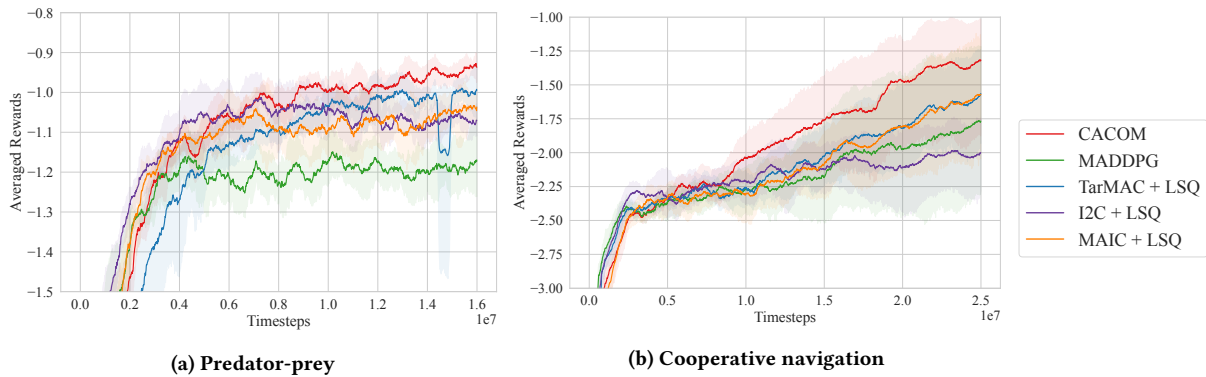 −0.8
−0.9
−1.0
−1.1
−1.2
−1.3
−1.4
−1.5
Averaged Rewards
0.0 0.2 0.4 0.6 0.8 1.0 1.2 1.4 1.6
Timesteps
1e7
(a) Predator-prey
−1.00
−1.25
−1.50
−1.75
−2.00
−2.25
−2.50
−2.75
−3.00
Averaged Rewards
0.0 0.5 1.0 1.5 2.0 2.5
Timesteps
1e7
(b) Cooperative navigation
CACOM
MADDPG
TarMAC + LSQ
I2C + LSQ
MAIC + LSQ